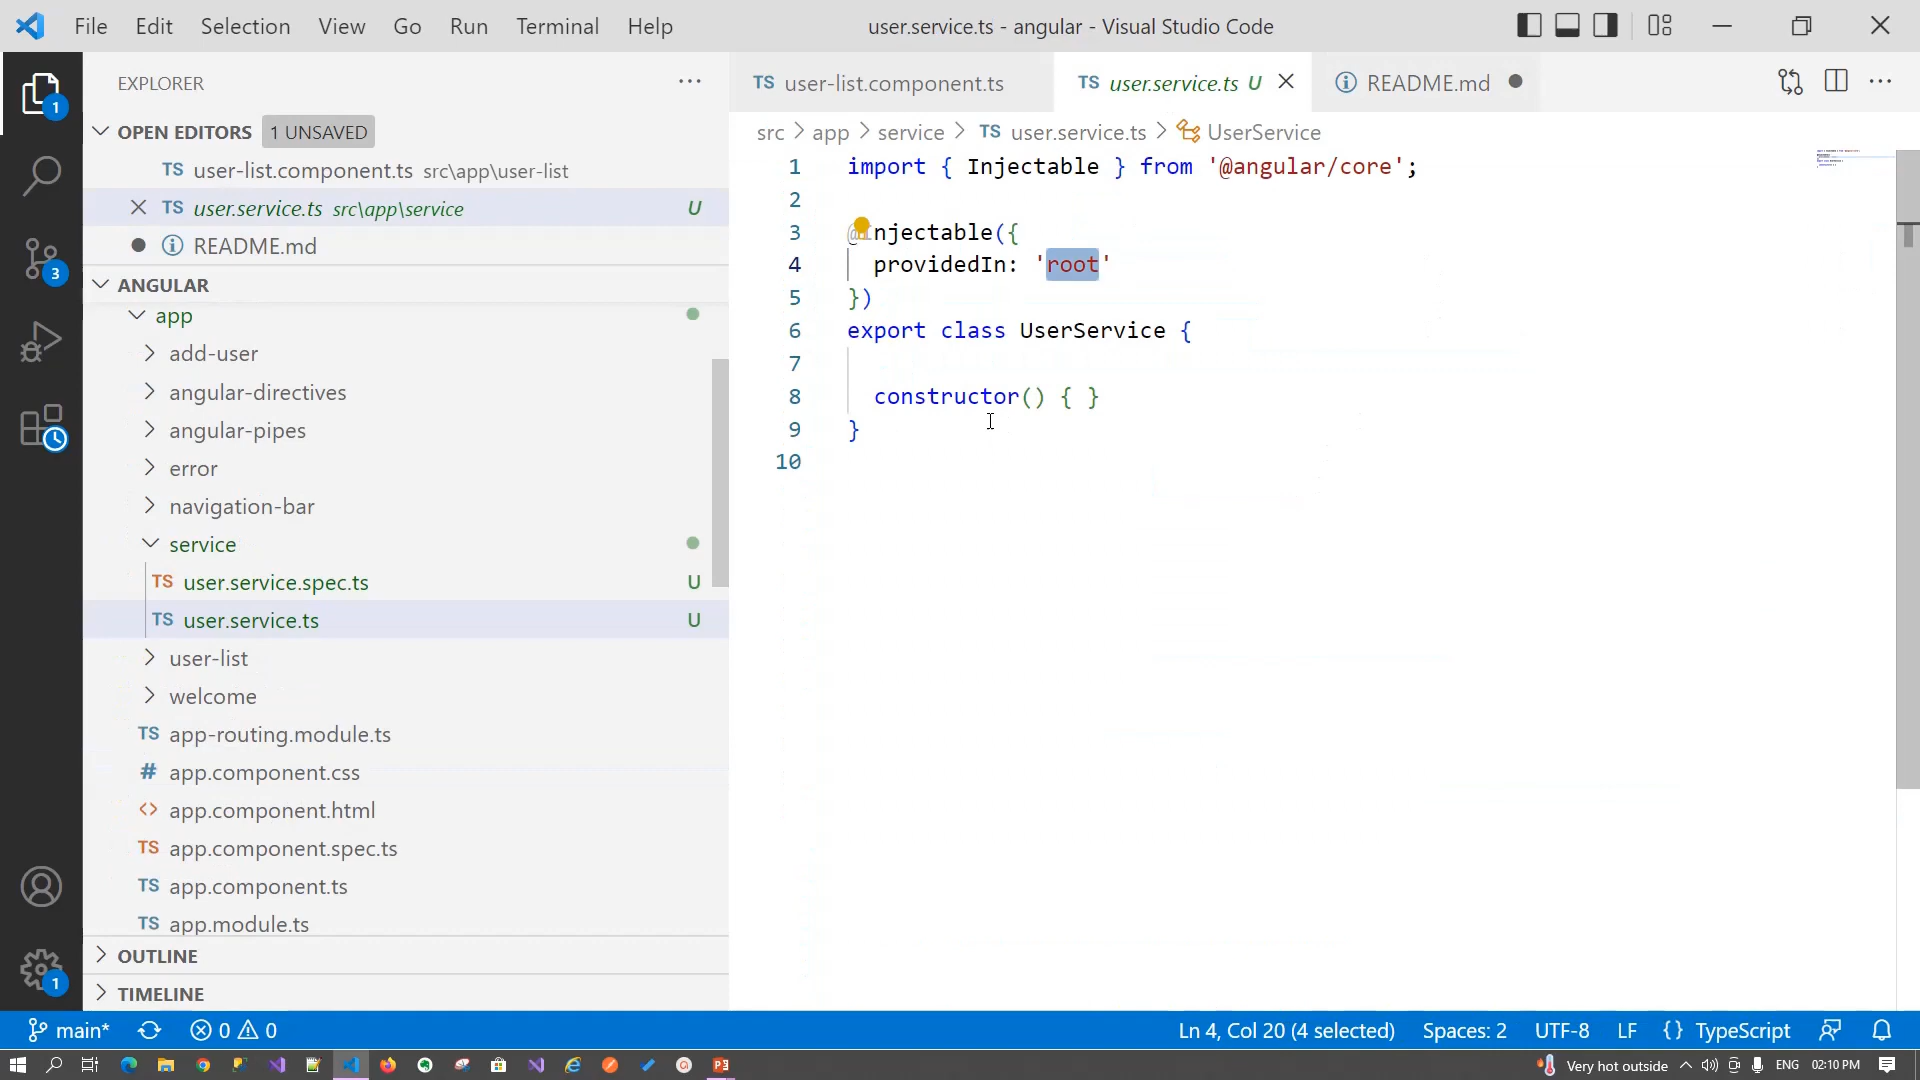 File Edit Selection View Go Run Terminal Help user.service.ts - angular - Visual Studio Code
EXPLORER
OPEN EDITORS 1 UNSAVED
TS user-list.component.ts src\app\user-list
TS user.service.ts src\app\service U
README.md
ANGULAR
app
add-user
angular-directives
angular-pipes
error
navigation-bar
service
TS user.service.spec.ts U
TS user.service.ts U
user-list
welcome
TS app-routing.module.ts
# app.component.css
<> app.component.html
TS app.component.spec.ts
TS app.component.ts
TS app.module.ts
OUTLINE
TIMELINE
1
3
1
TS user-list.component.ts TS user.service.ts U README.md
src > app > service > TS user.service.ts > UserService
1 import { Injectable } from '@angular/core';
2
3 @Injectable({
4 providedIn: 'root'
5 })
6 export class UserService {
7
8 constructor() { }
9 }
10
main* 0 0 Ln 4, Col 20 (4 selected) Spaces: 2 UTF-8 LF {} TypeScript
Very hot outside ENG 02:10 PM